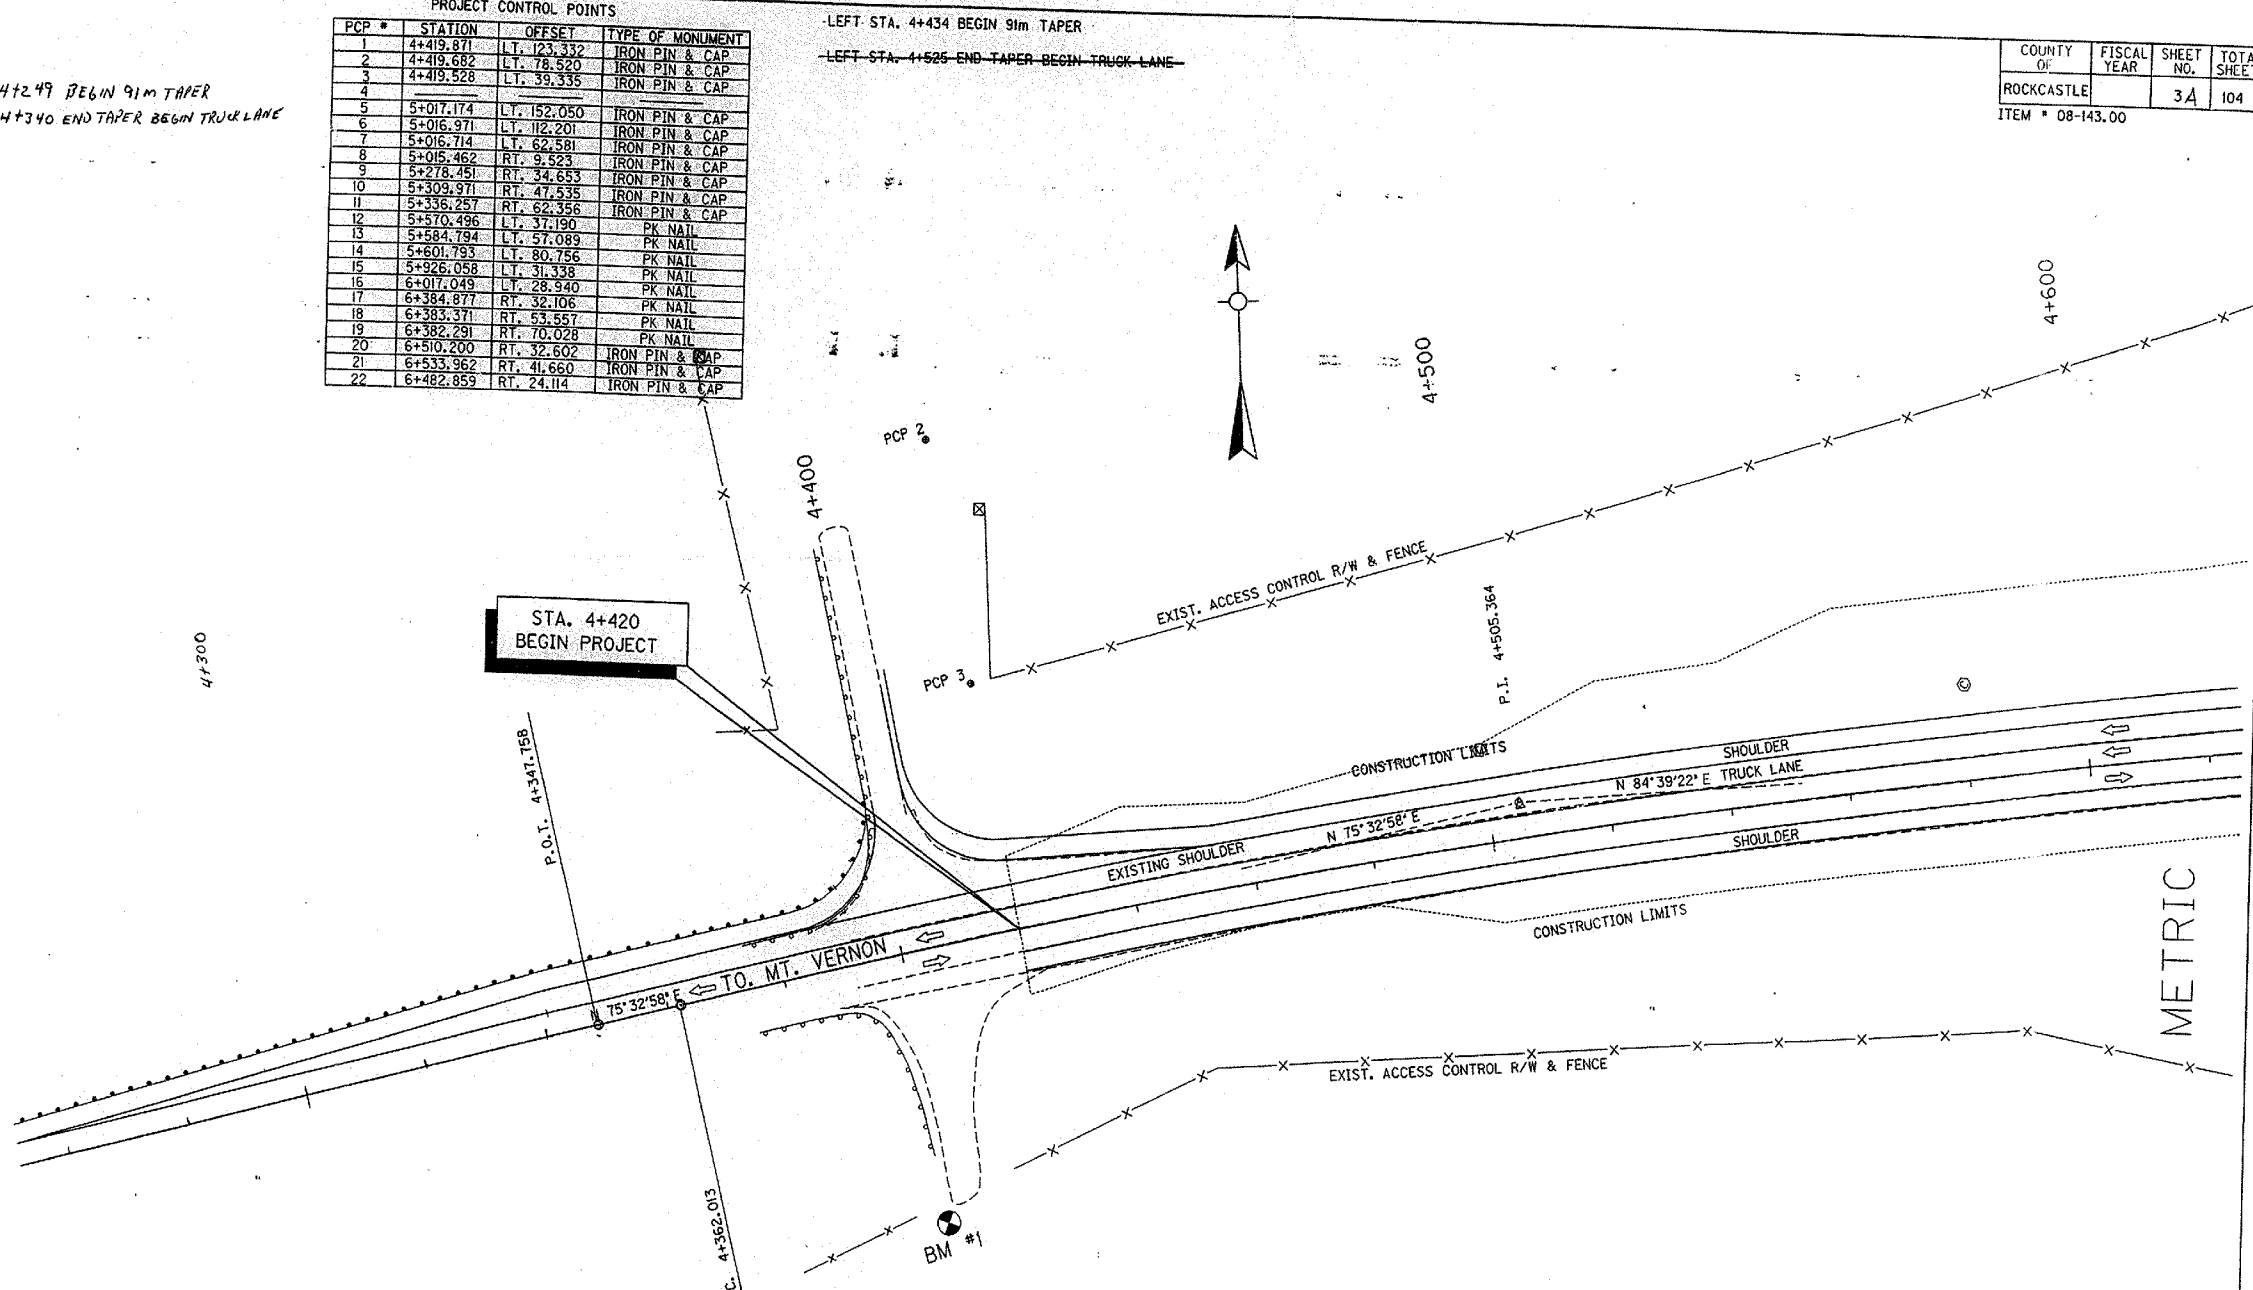 PROJECT CONTROL POINTS
PCP # STATION OFFSET TYPE OF MONUMENT
1 4+419.871 LT. 123.332 IRON PIN & CAP
2 4+419.682 LT. 78.520 IRON PIN & CAP
3 4+419.528 LT. 39.335 IRON PIN & CAP
4
5 5+017.174 LT. 152.050 IRON PIN & CAP
6 5+016.971 LT. 112.201 IRON PIN & CAP
7 5+016.714 LT. 62.581 IRON PIN & CAP
8 5+015.462 RT. 9.523 IRON PIN & CAP
9 5+278.451 RT. 34.653 IRON PIN & CAP
10 5+309.971 RT. 47.535 IRON PIN & CAP
11 5+336.257 RT. 62.356 IRON PIN & CAP
12 5+570.496 LT. 37.190 PK NAIL
13 5+584.794 LT. 57.089 PK NAIL
14 5+601.793 LT. 80.756 PK NAIL
15 5+926.058 LT. 31.338 PK NAIL
16 6+017.049 LT. 28.940 PK NAIL
17 6+384.877 RT. 32.106 PK NAIL
18 6+383.371 RT. 53.557 PK NAIL
19 6+382.291 RT. 70.028 PK NAIL
20 6+510.200 RT. 32.602 IRON PIN & CAP
21 6+533.962 RT. 41.660 IRON PIN & CAP
22 6+482.859 RT. 24.114 IRON PIN & CAP
LEFT STA. 4+434 BEGIN 91m TAPER
LEFT STA. 4+525 END TAPER BEGIN TRUCK LANE
COUNTY OF FISCAL YEAR SHEET NO. TOTA SHEE
ROCKCASTLE 3A 104
ITEM # 08-143.00
4+249 BEGIN 91m TAPER
4+340 END TAPER BEGIN TRUCK LANE
4+300
4+400
4+500
4+600
PCP 2
PCP 3
STA. 4+420
BEGIN PROJECT
EXIST. ACCESS CONTROL R/W & FENCE
P.I. 4+505.364
P.O.T. 4+347.758
CONSTRUCTION LIMITS
SHOULDER
N 84°39'22" E TRUCK LANE
N 75°32'58" E
EXISTING SHOULDER
SHOULDER
CONSTRUCTION LIMITS
TO. MT. VERNON
N 75°32'58" E
EXIST. ACCESS CONTROL R/W & FENCE
METRIC
C. 4+362.013
BM #1